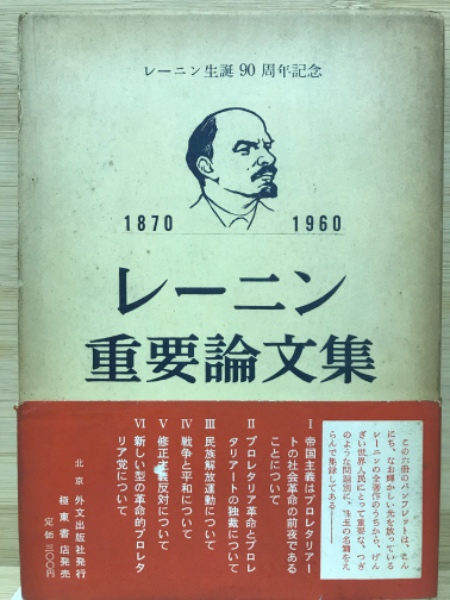 レーニン生誕90周年記念
1870 1960
レーニン
重要論文集
この六冊のパンフレットは、こん
にち、なお輝かしい光を放っている
レーニンの全著作のうちから、げん
ざい世界人民にとって重要な、つぎ
のような問題別に、珠玉の名篇をえ
らんで集録してある――
Ⅰ 帝国主義はプロレタリアー
トの社会革命の前夜である
ことについて
Ⅱ プロレタリア革命とプロレ
タリアートの独裁について
Ⅲ 民族解放運動について
Ⅳ 戦争と平和について
Ⅴ 修正主義反対について
Ⅵ 新しい型の革命的プロレタ
リア党について
北京 外文出版社発行
極東書店発売
定価 三〇〇円